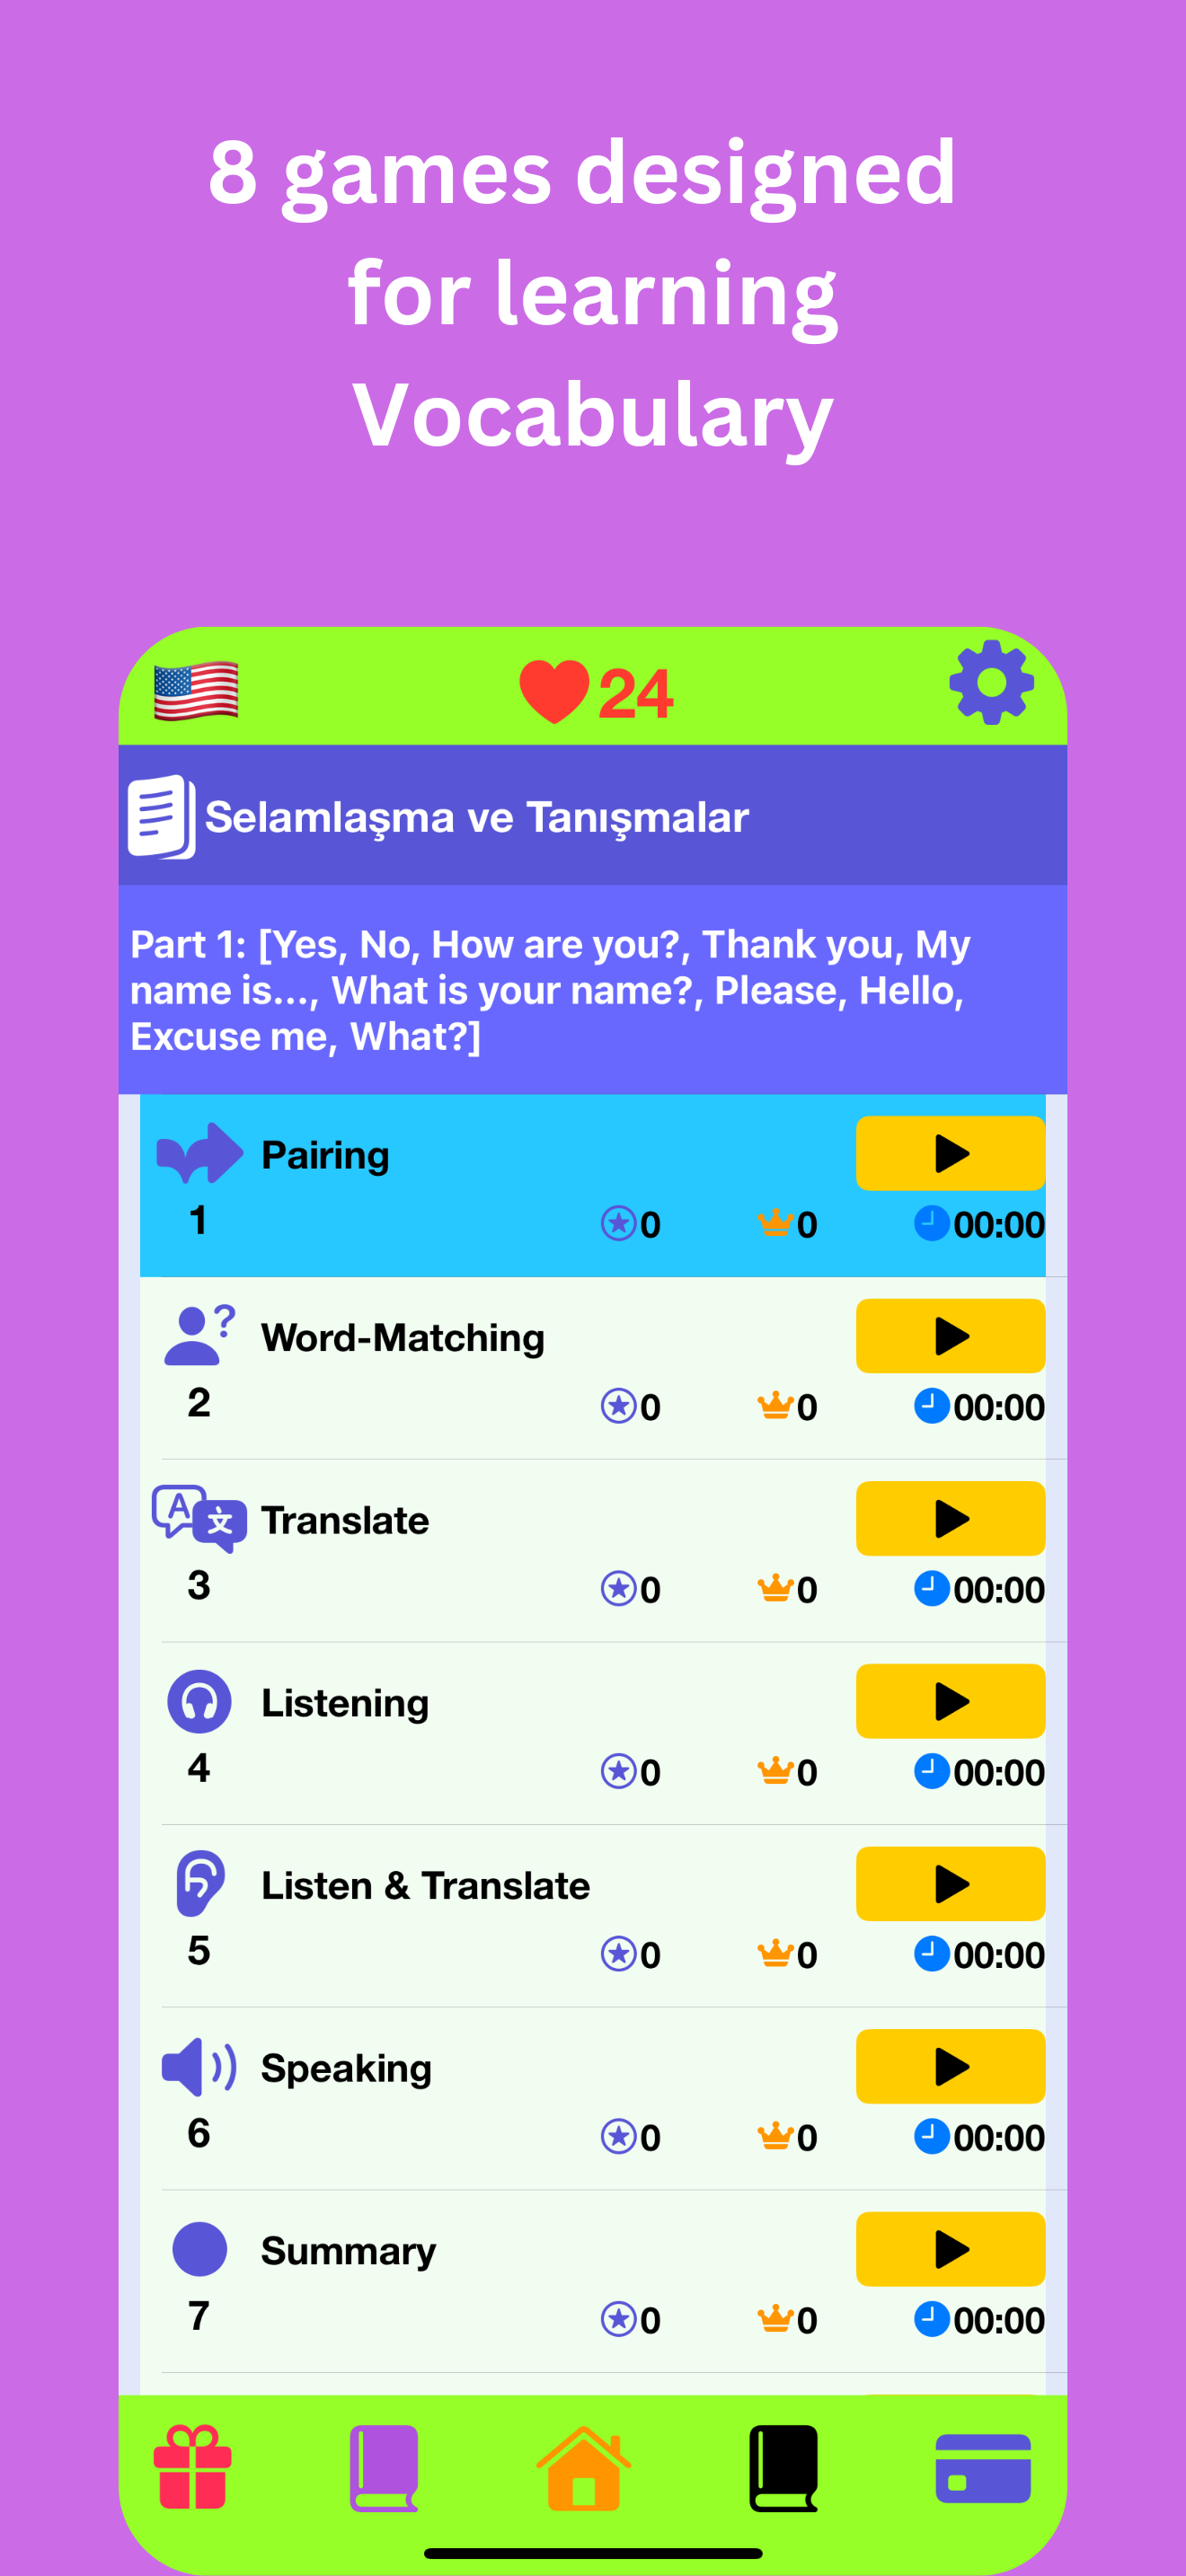 8 games designed
for learning
Vocabulary
24
Selamlaşma ve Tanışmalar
Part 1: [Yes, No, How are you?, Thank you, My
name is..., What is your name?, Please, Hello,
Excuse me, What?]
Pairing
1 0 0 00:00
? Word-Matching
2 0 0 00:00
A 文 Translate
3 0 0 00:00
Listening
4 0 0 00:00
Listen & Translate
5 0 0 00:00
Speaking
6 0 0 00:00
Summary
7 0 0 00:00